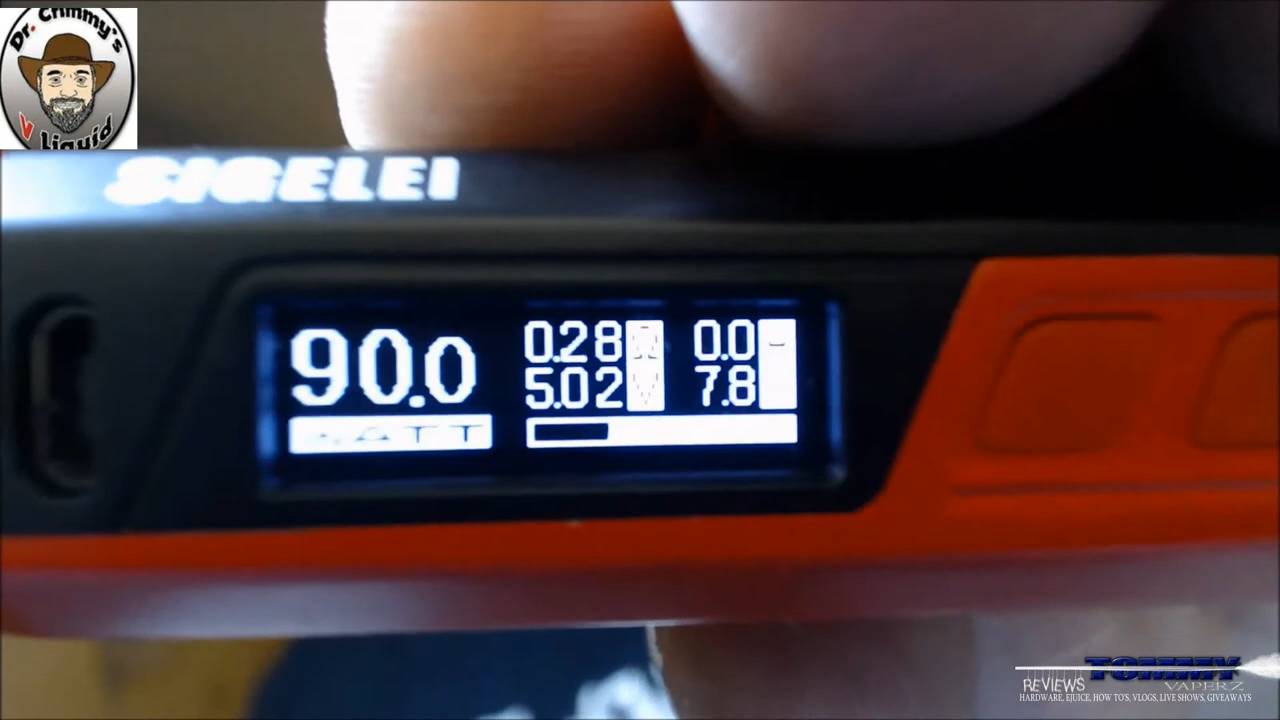 Dr. Crimmy's
V Liquid
SIGELEI
90.0
WATT
0.28 Ω
5.02 V
0.0
7.8
TOMMY
REVIEWS VAPERZ
HARDWARE, EJUICE, HOW TO'S, VLOGS, LIVE SHOWS, GIVEAWAYS